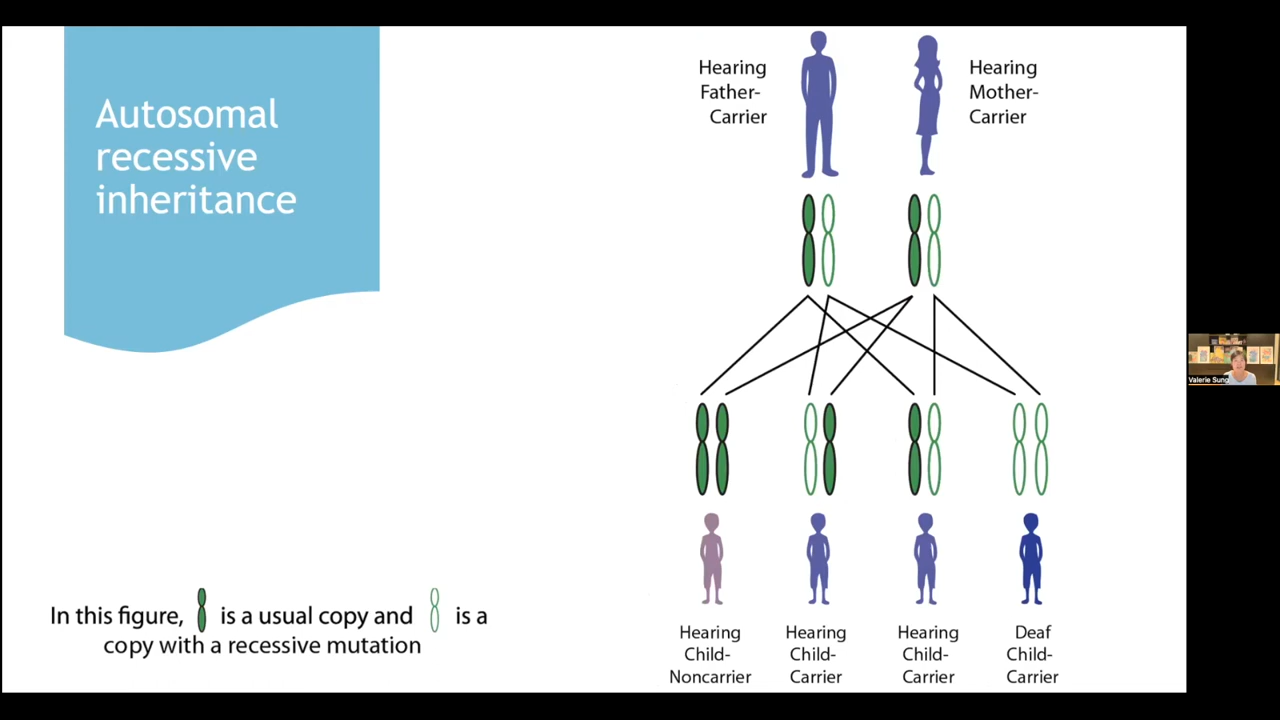 Autosomal
recessive
inheritance
Hearing
Father-
Carrier
Hearing
Mother-
Carrier
In this figure, is a usual copy and is a
copy with a recessive mutation
Hearing
Child-
Noncarrier
Hearing
Child-
Carrier
Hearing
Child-
Carrier
Deaf
Child-
Carrier
Valerie Sung